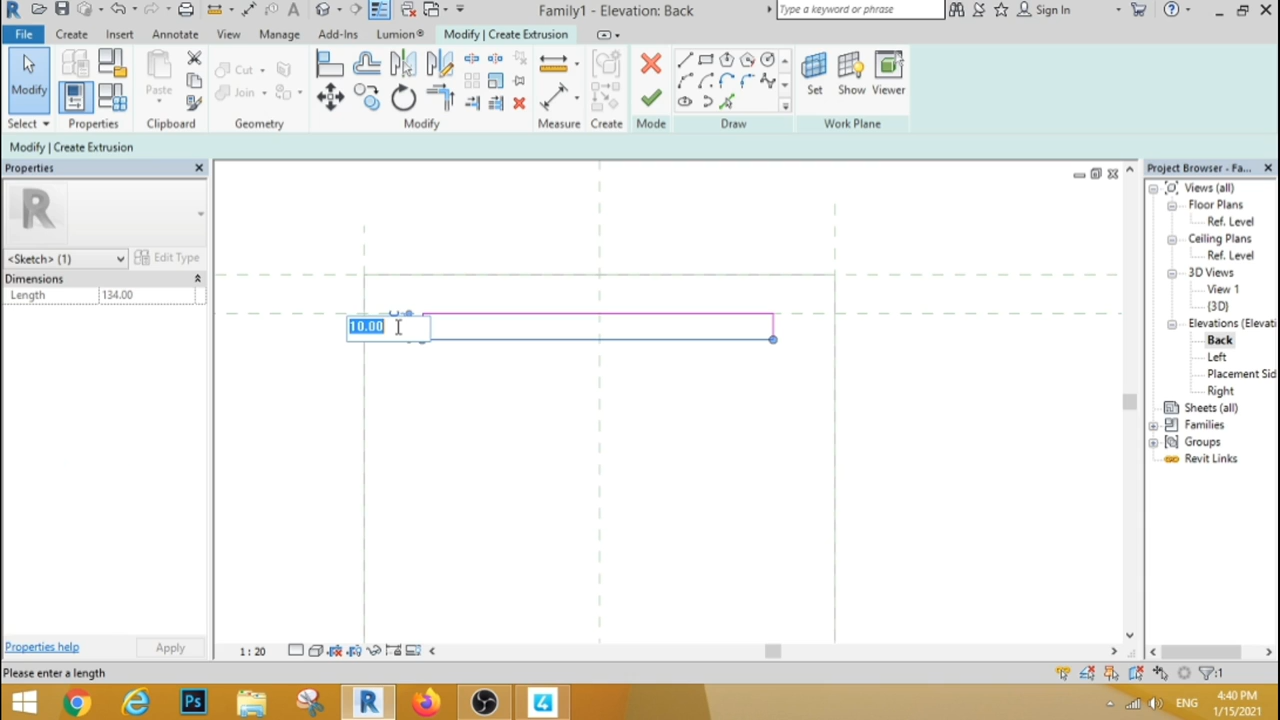 Family1 - Elevation: Back
Type a keyword or phrase
Sign In
File
Create
Insert
Annotate
View
Manage
Add-Ins
Lumion®
Modify | Create Extrusion
Modify
Paste
Cut
Join
Set
Show
Viewer
Select
Properties
Clipboard
Geometry
Modify
Measure
Create
Mode
Draw
Work Plane
Modify | Create Extrusion
Properties
<Sketch> (1)
Edit Type
Dimensions
Length
134.00
Properties help
Apply
10.00
1 : 20
Project Browser - Fa...
Views (all)
Floor Plans
Ref. Level
Ceiling Plans
Ref. Level
3D Views
View 1
{3D}
Elevations (Elevati
Back
Left
Placement Sid
Right
Sheets (all)
Families
Groups
Revit Links
Please enter a length
:1
Ps
R
4
ENG
4:40 PM
1/15/2021